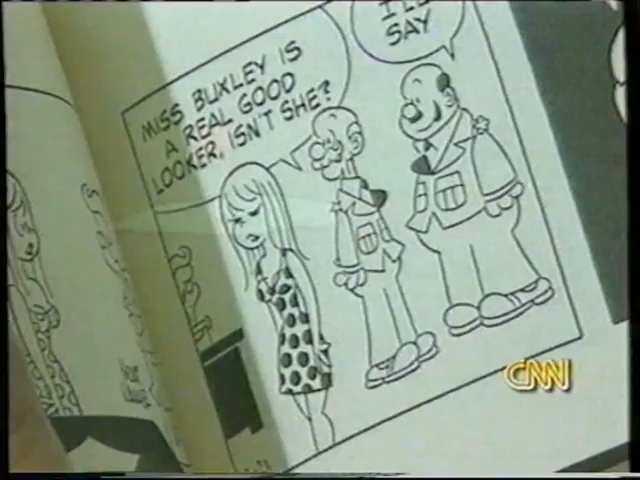 MISS BUXLEY IS
A REAL GOOD
LOOKER, ISN'T SHE?
SAY
CNN